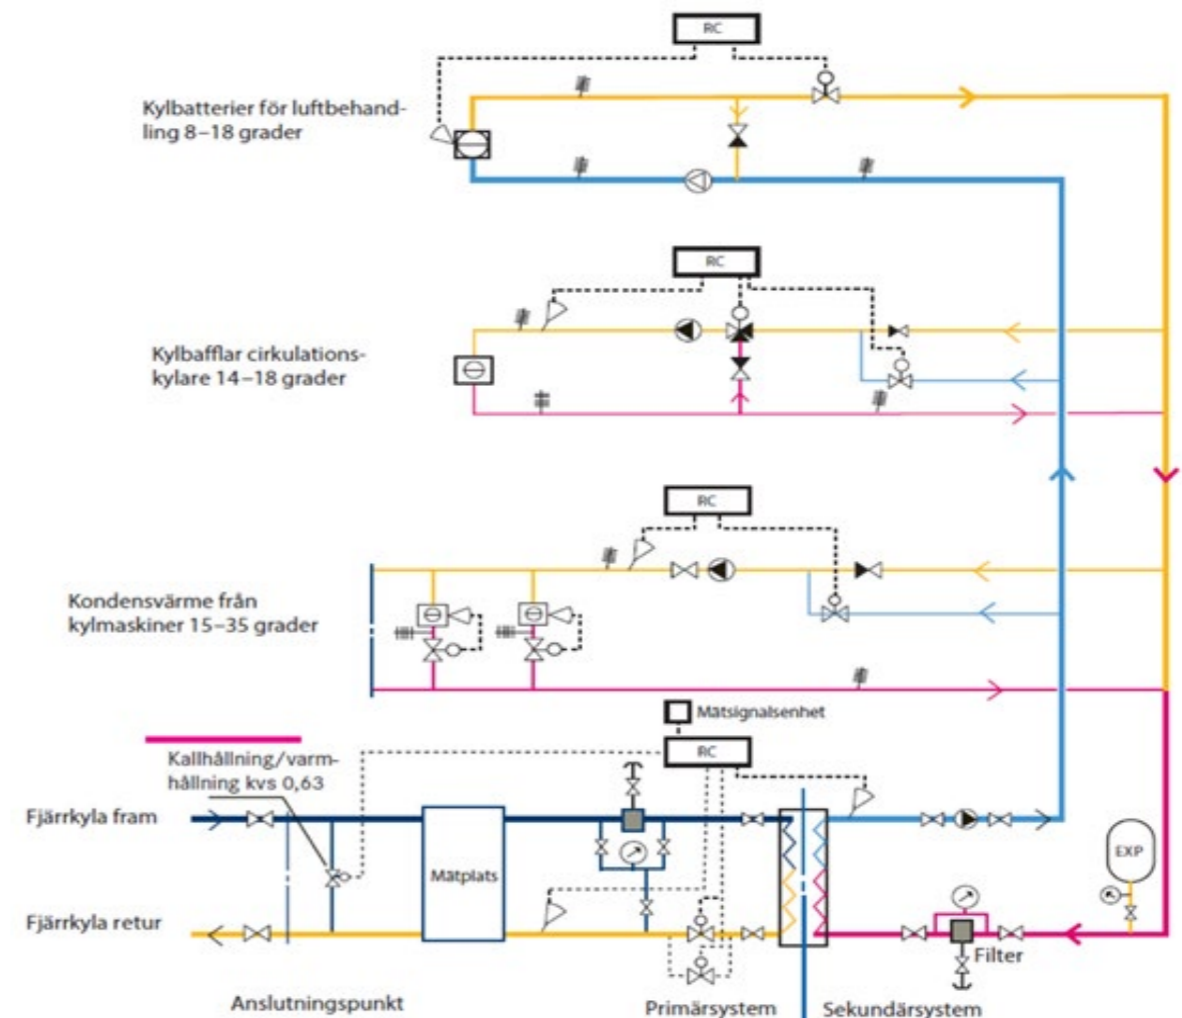 RC
Kylbatterier för luftbehand-
ling 8–18 grader
RC
Kylbafflar cirkulations-
kylare 14–18 grader
RC
Kondensvärme från
kylmaskiner 15–35 grader
Mätsignalsenhet
RC
Kallhållning/varm-
hållning kvs 0,63
Fjärrkyla fram
EXP
Mätplats
Fjärrkyla retur
Filter
Anslutningspunkt
Primärsystem
Sekundärsystem